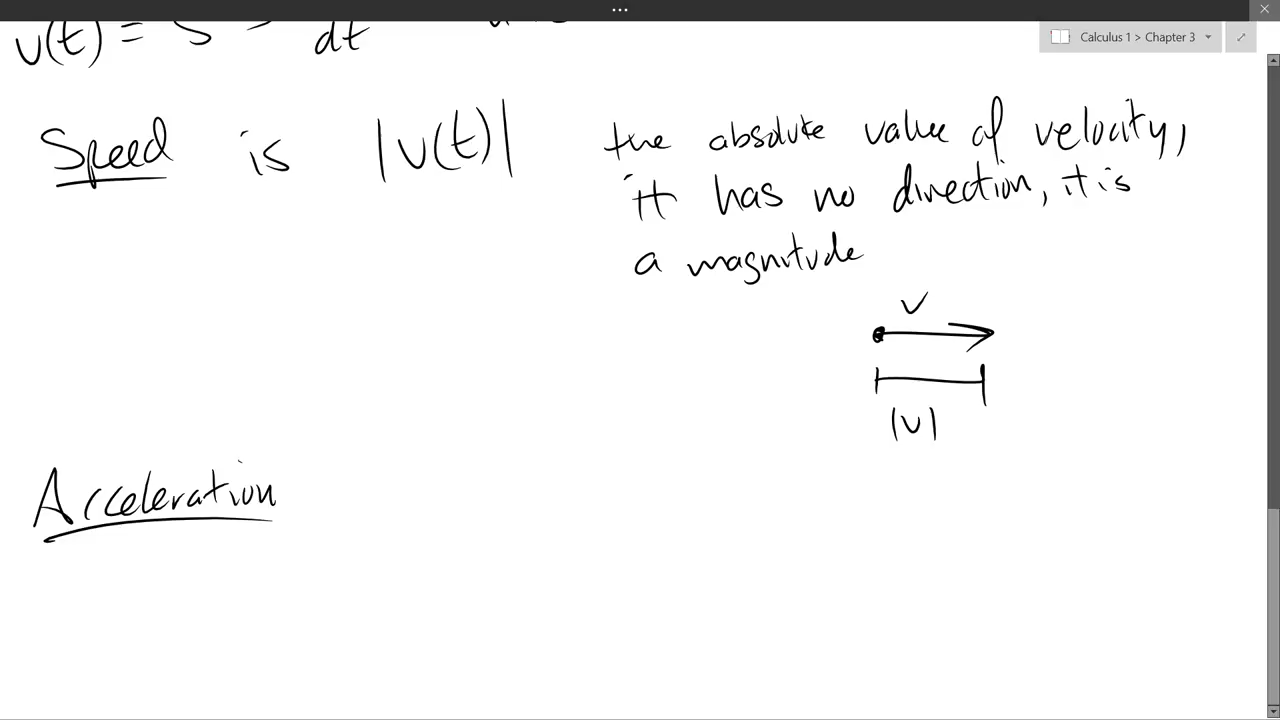 ...
Calculus 1 > Chapter 3
v(t) = S
dt
Speed is |v(t)| the absolute value of velocity,
it has no direction, it is
a magnitude
v
|v|
Acceleration